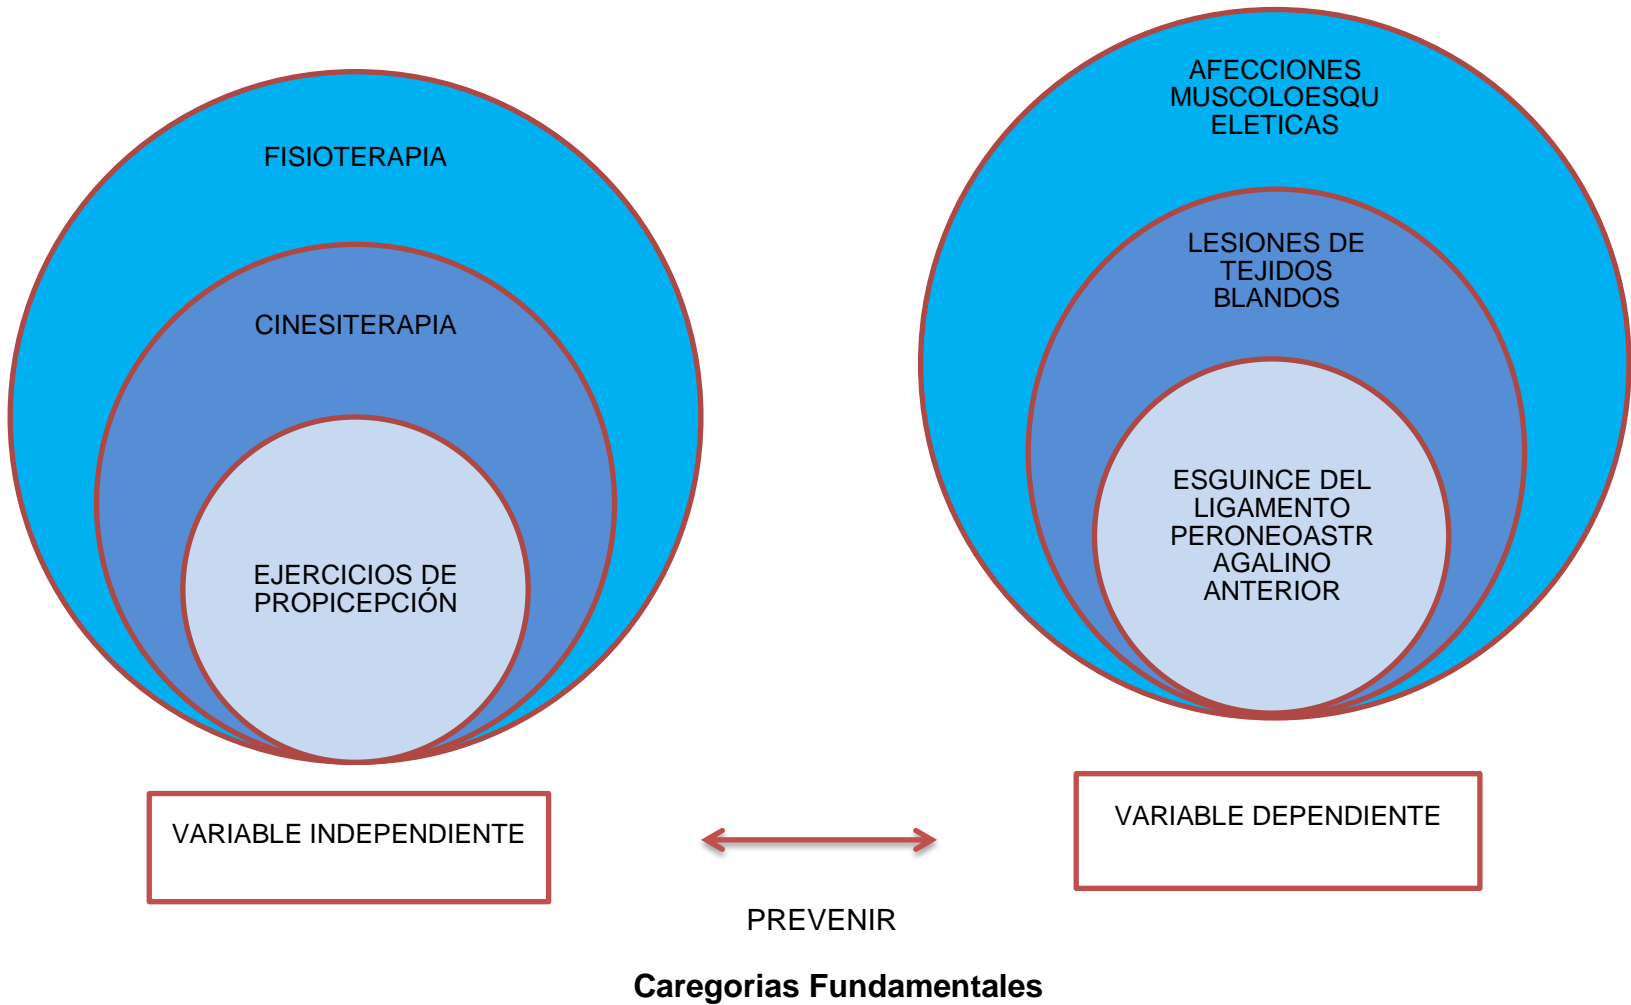 FISIOTERAPIA
CINESITERAPIA
EJERCICIOS DE
PROPICEPCIÓN
VARIABLE INDEPENDIENTE
AFECCIONES
MUSCOLOESQU
ELETICAS
LESIONES DE
TEJIDOS
BLANDOS
ESGUINCE DEL
LIGAMENTO
PERONEOASTR
AGALINO
ANTERIOR
VARIABLE DEPENDIENTE
PREVENIR
Caregorias Fundamentales